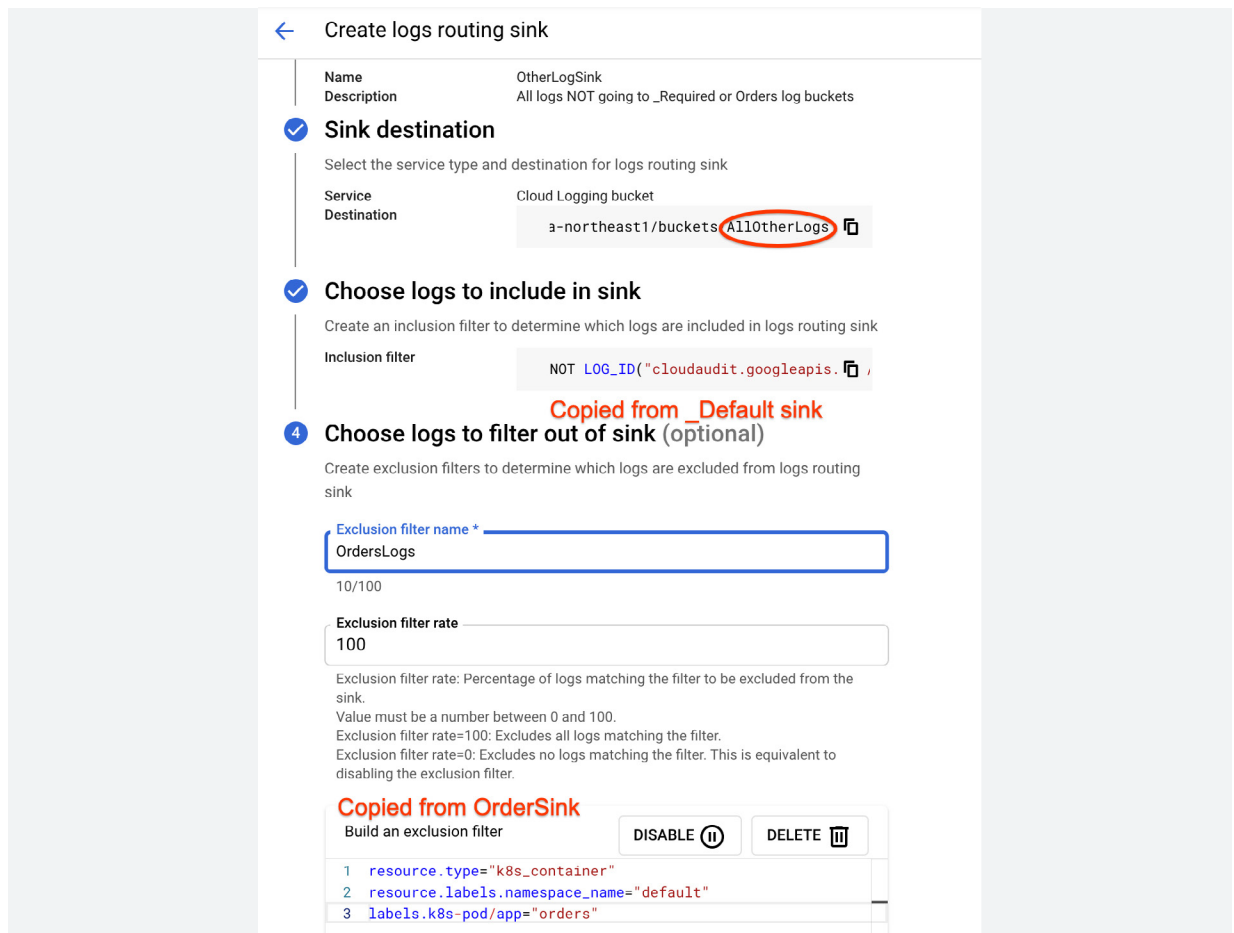 Create logs routing sink
Name OtherLogSink
Description All logs NOT going to _Required or Orders log buckets
Sink destination
Select the service type and destination for logs routing sink
Service Cloud Logging bucket
Destination
a-northeast1/buckets AllOtherLogs
Choose logs to include in sink
Create an inclusion filter to determine which logs are included in logs routing sink
Inclusion filter NOT LOG_ID("cloudaudit.googleapis. /
Copied from _Default sink
4 Choose logs to filter out of sink (optional)
Create exclusion filters to determine which logs are excluded from logs routing
sink
Exclusion filter name *
OrdersLogs
10/100
Exclusion filter rate
100
Exclusion filter rate: Percentage of logs matching the filter to be excluded from the
sink.
Value must be a number between 0 and 100.
Exclusion filter rate=100: Excludes all logs matching the filter.
Exclusion filter rate=0: Excludes no logs matching the filter. This is equivalent to
disabling the exclusion filter.
Copied from OrderSink
Build an exclusion filter DISABLE DELETE
1 resource.type="k8s_container"
2 resource.labels.namespace_name="default"
3 labels.k8s-pod/app="orders"